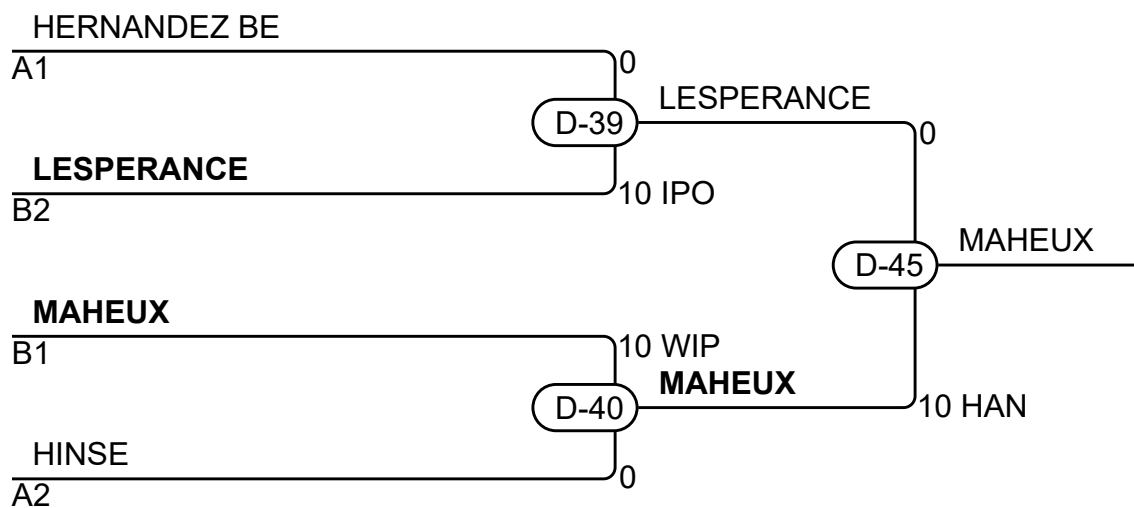 HERNANDEZ BE
A1
0
D-39
LESPERANCE
0
LESPERANCE
B2
10 IPO
D-45
MAHEUX
MAHEUX
B1
10 WIP
D-40
MAHEUX
10 HAN
HINSE
A2
0